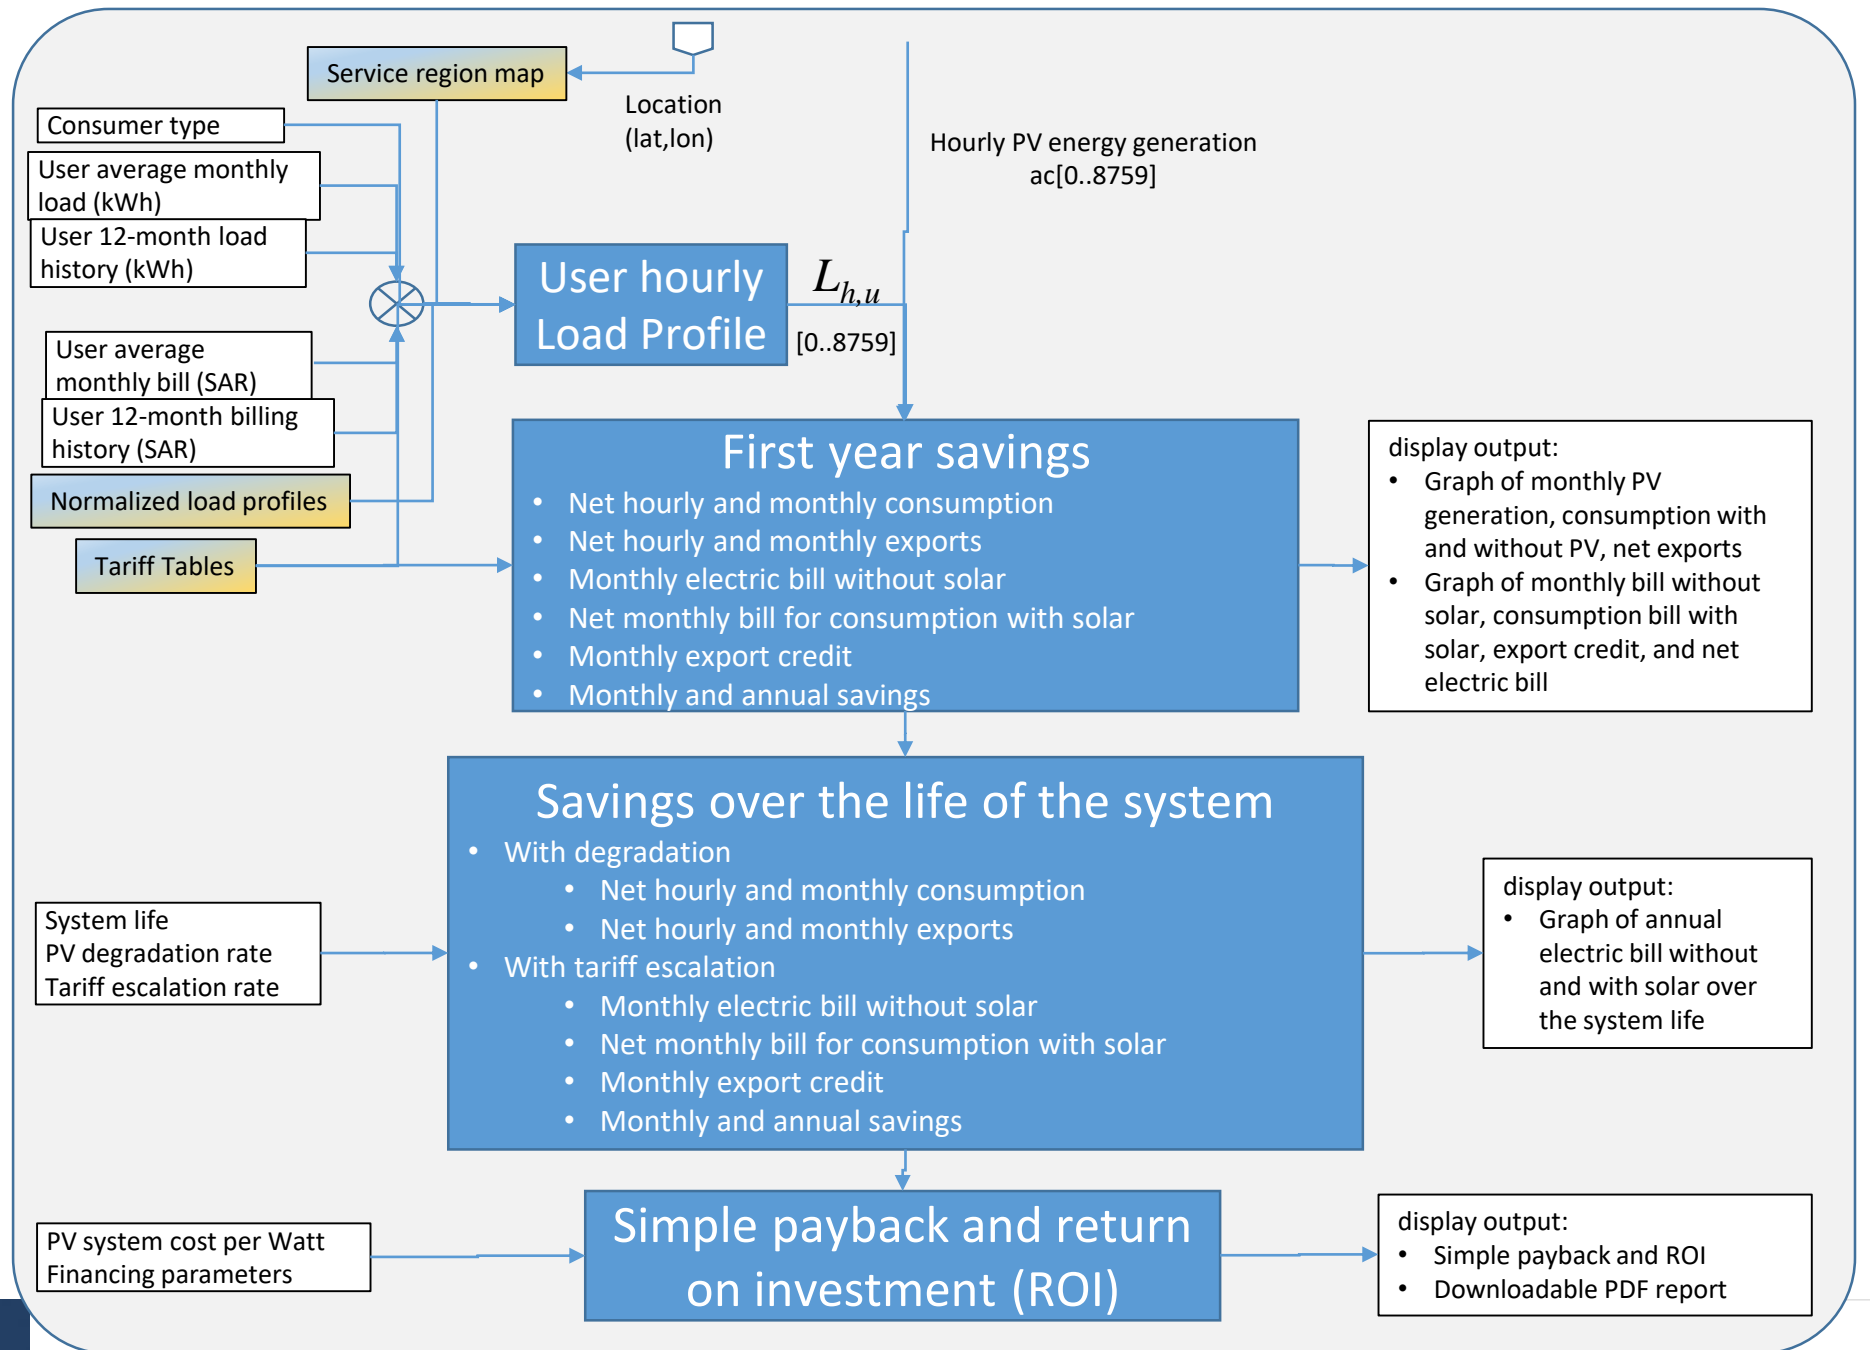 Service region map
Location
(lat,lon)
Hourly PV energy generation
ac[0..8759]
Consumer type
User average monthly
load (kWh)
User 12-month load
history (kWh)
User average
monthly bill (SAR)
User 12-month billing
history (SAR)
Normalized load profiles
Tariff Tables
User hourly
Load Profile
L_{h,u}
[0..8759]
First year savings
• Net hourly and monthly consumption
• Net hourly and monthly exports
• Monthly electric bill without solar
• Net monthly bill for consumption with solar
• Monthly export credit
• Monthly and annual savings
display output:
• Graph of monthly PV
generation, consumption with
and without PV, net exports
• Graph of monthly bill without
solar, consumption bill with
solar, export credit, and net
electric bill
Savings over the life of the system
• With degradation
• Net hourly and monthly consumption
• Net hourly and monthly exports
• With tariff escalation
• Monthly electric bill without solar
• Net monthly bill for consumption with solar
• Monthly export credit
• Monthly and annual savings
System life
PV degradation rate
Tariff escalation rate
display output:
• Graph of annual
electric bill without
and with solar over
the system life
PV system cost per Watt
Financing parameters
Simple payback and return
on investment (ROI)
display output:
• Simple payback and ROI
• Downloadable PDF report